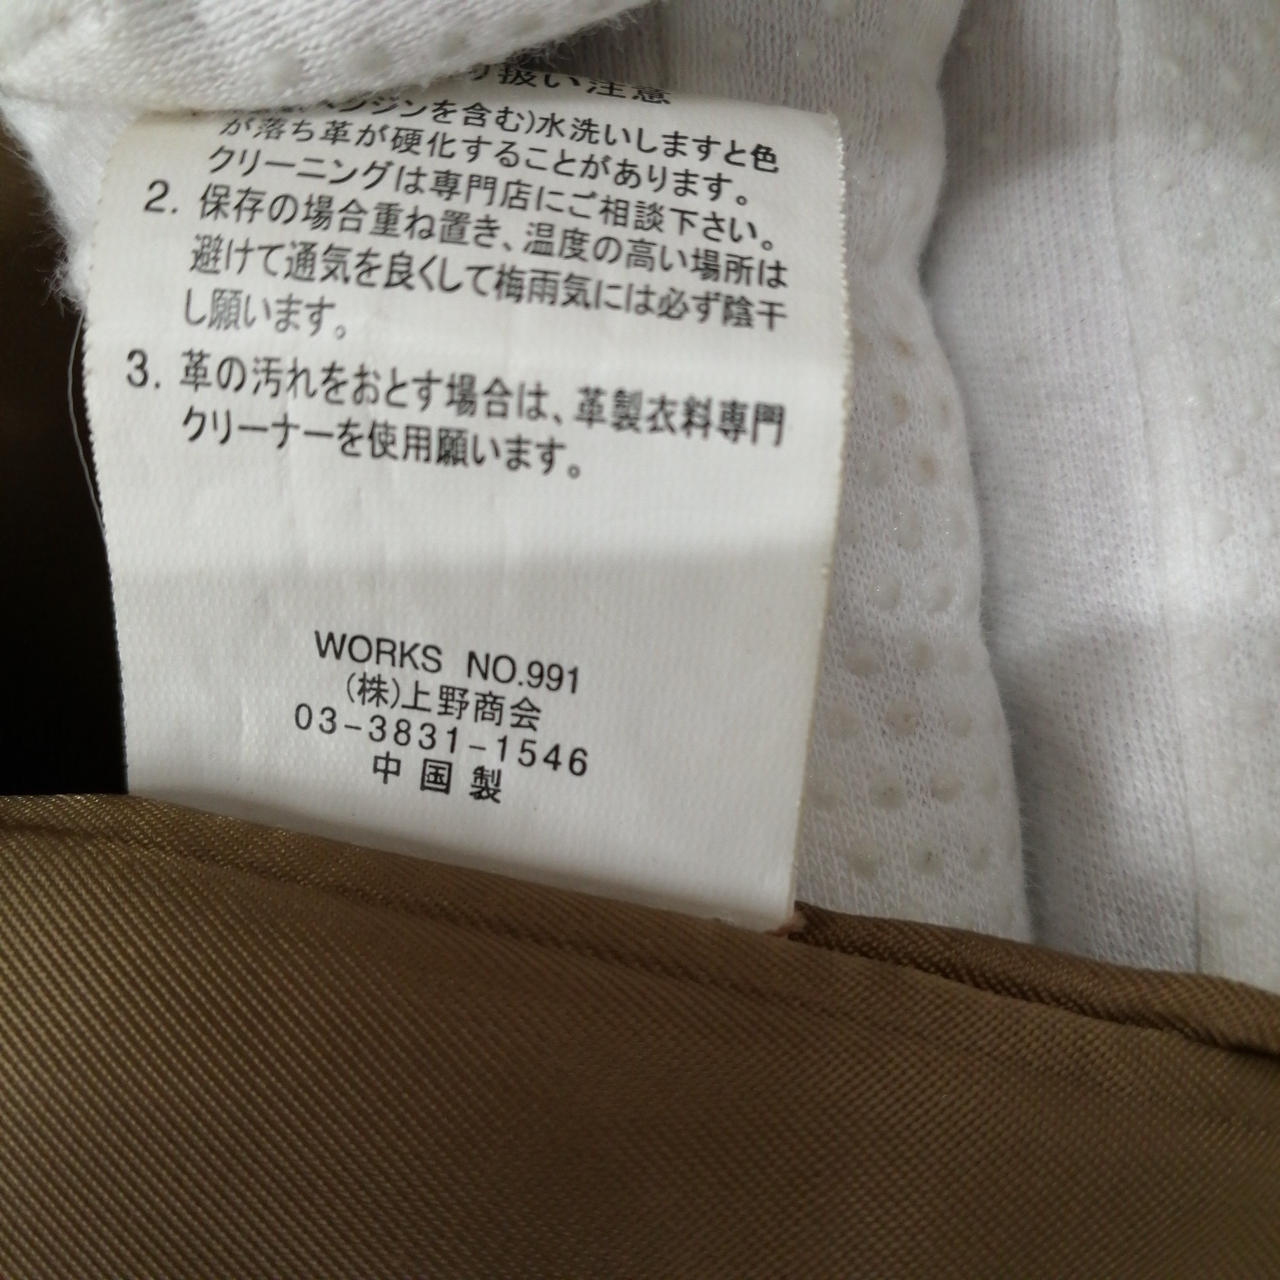 り扱い注意
ベンジンを含む)水洗いしますと色
が落ち革が硬化することがあります。
クリーニングは専門店にご相談下さい。
2. 保存の場合重ね置き、温度の高い場所は
避けて通気を良くして梅雨気には必ず陰干
し願います。
3. 革の汚れをおとす場合は、革製衣料専門
クリーナーを使用願います。
WORKS NO.991
(株)上野商会
03-3831-1546
中国製